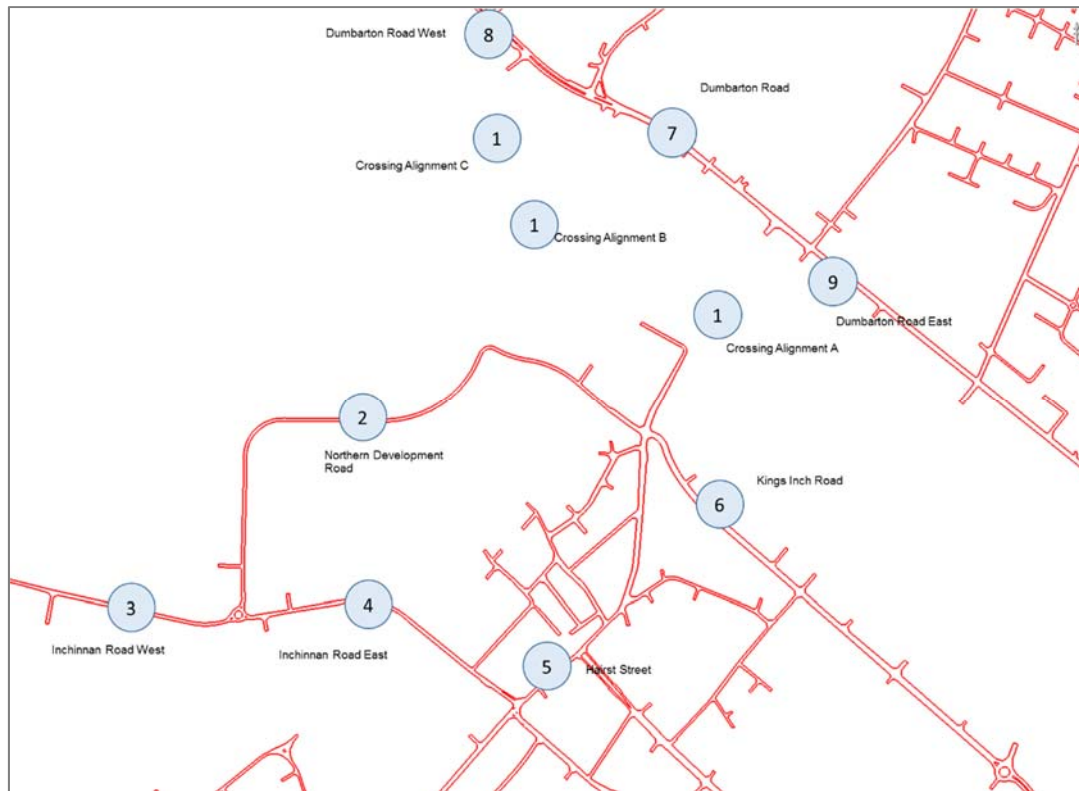 Dumbarton Road West
8
Dumbarton Road
7
1
Crossing Alignment C
1
Crossing Alignment B
9
Dumbarton Road East
1
Crossing Alignment A
2
Northern Development
Road
Kings Inch Road
6
3
Inchinnan Road West
4
Inchinnan Road East
5
Hairst Street